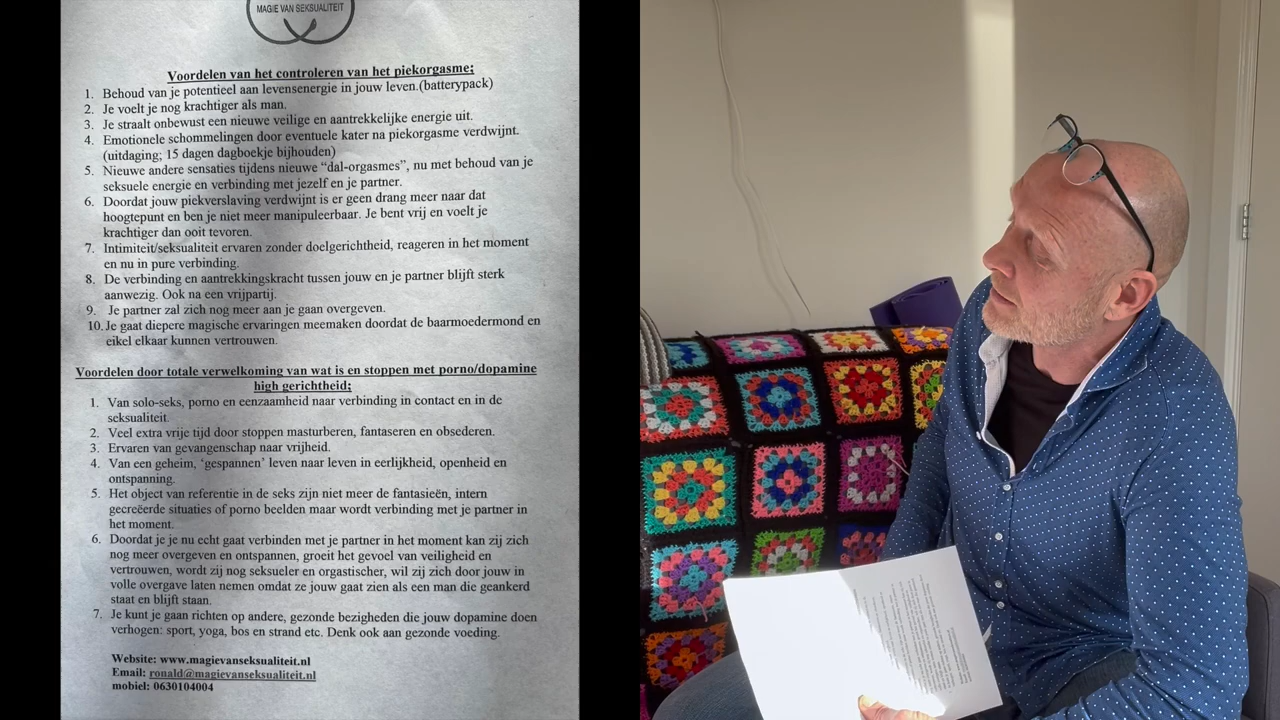 MAGIE VAN SEKSUALITEIT
Voordelen van het controleren van het piekorgasme;
1. Behoud van je potentieel aan levensenergie in jouw leven.(batterypack)
2. Je voelt je nog krachtiger als man.
3. Je straalt onbewust een nieuwe veilige en aantrekkelijke energie uit.
4. Emotionele schommelingen door eventuele kater na piekorgasme verdwijnt.
(uitdaging; 15 dagen dagboekje bijhouden)
5. Nieuwe andere sensaties tijdens nieuwe “dal-orgasmes”, nu met behoud van je
seksuele energie en verbinding met jezelf en je partner.
6. Doordat jouw piekverslaving verdwijnt is er geen drang meer naar dat
hoogtepunt en ben je niet meer manipuleerbaar. Je bent vrij en voelt je
krachtiger dan ooit tevoren.
7. Intimiteit/seksualiteit ervaren zonder doelgerichtheid, reageren in het moment
en nu in pure verbinding.
8. De verbinding en aantrekkingskracht tussen jouw en je partner blijft sterk
aanwezig. Ook na een vrijpartij.
9. Je partner zal zich nog meer aan je gaan overgeven.
10. Je gaat diepere magische ervaringen meemaken doordat de baarmoedermond en
eikel elkaar kunnen vertrouwen.
Voordelen door totale verwelkoming van wat is en stoppen met porno/dopamine
high gerichtheid;
1. Van solo-seks, porno en eenzaamheid naar verbinding in contact en in de
seksualiteit.
2. Veel extra vrije tijd door stoppen masturberen, fantaseren en obsederen.
3. Ervaren van gevangenschap naar vrijheid.
4. Van een geheim, ‘gespannen’ leven naar leven in eerlijkheid, openheid en
ontspanning.
5. Het object van referentie in de seks zijn niet meer de fantasieën, intern
gecreëerde situaties of porno beelden maar wordt verbinding met je partner in
het moment.
6. Doordat je je nu echt gaat verbinden met je partner in het moment kan zij zich
nog meer overgeven en ontspannen, groeit het gevoel van veiligheid en
vertrouwen, wordt zij nog seksueler en orgastischer, wil zij zich door jouw in
volle overgave laten nemen omdat ze jouw gaat zien als een man die geankerd
staat en blijft staan.
7. Je kunt je gaan richten op andere, gezonde bezigheden die jouw dopamine doen
verhogen: sport, yoga, bos en strand etc. Denk ook aan gezonde voeding.
Website: www.magievanseksualiteit.nl
Email: ronald@magievanseksualiteit.nl
mobiel: 0630104004